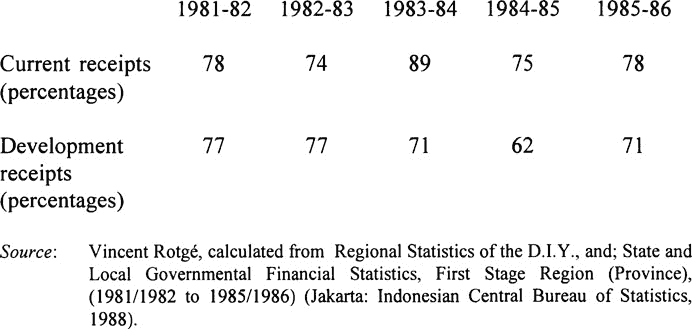 1981-82 1982-83 1983-84 1984-85 1985-86
Current receipts 78 74 89 75 78
(percentages)
Development 77 77 71 62 71
receipts
(percentages)
Source: Vincent Rotgé, calculated from Regional Statistics of the D.I.Y., and; State and
Local Governmental Financial Statistics, First Stage Region (Province),
(1981/1982 to 1985/1986) (Jakarta: Indonesian Central Bureau of Statistics,
1988).